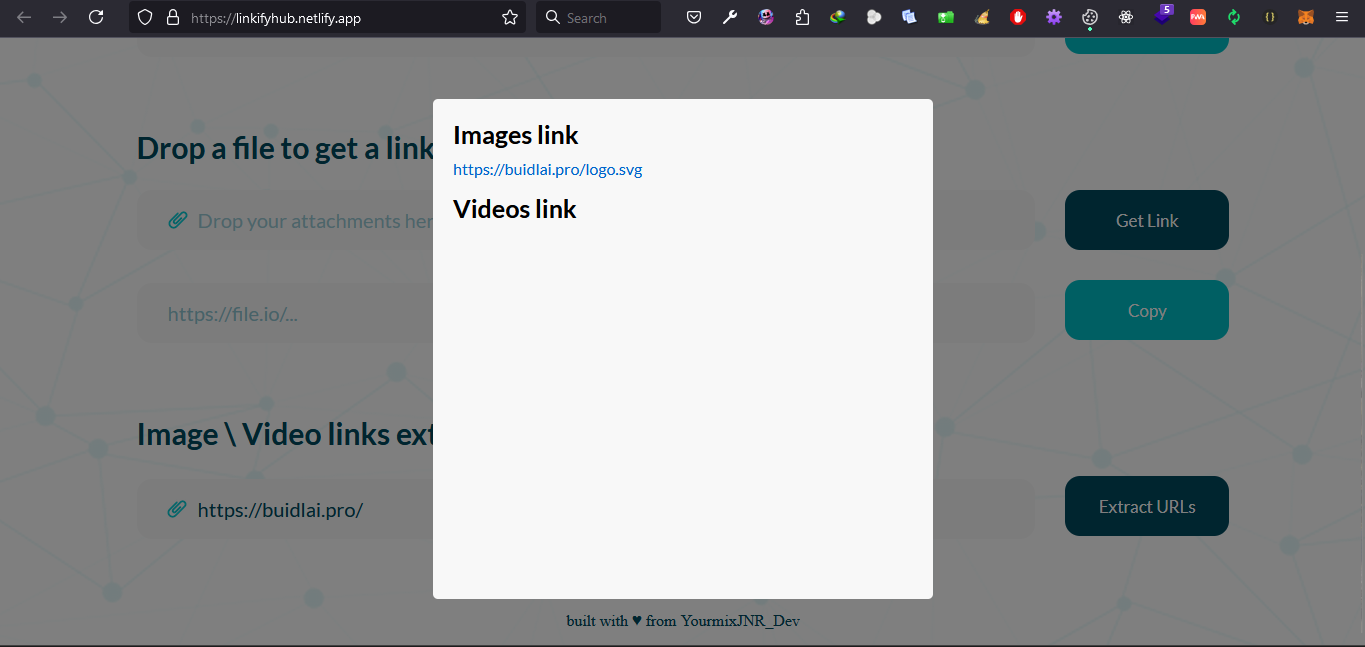 https://linkifyhub.netlify.app
Search
5
Drop a file to get a link
Drop your attachments her
Get Link
https://file.io/...
Copy
Images link
https://buidlai.pro/logo.svg
Videos link
Image \ Video links ext
https://buidlai.pro/
Extract URLs
built with ♥ from YourmixJNR_Dev